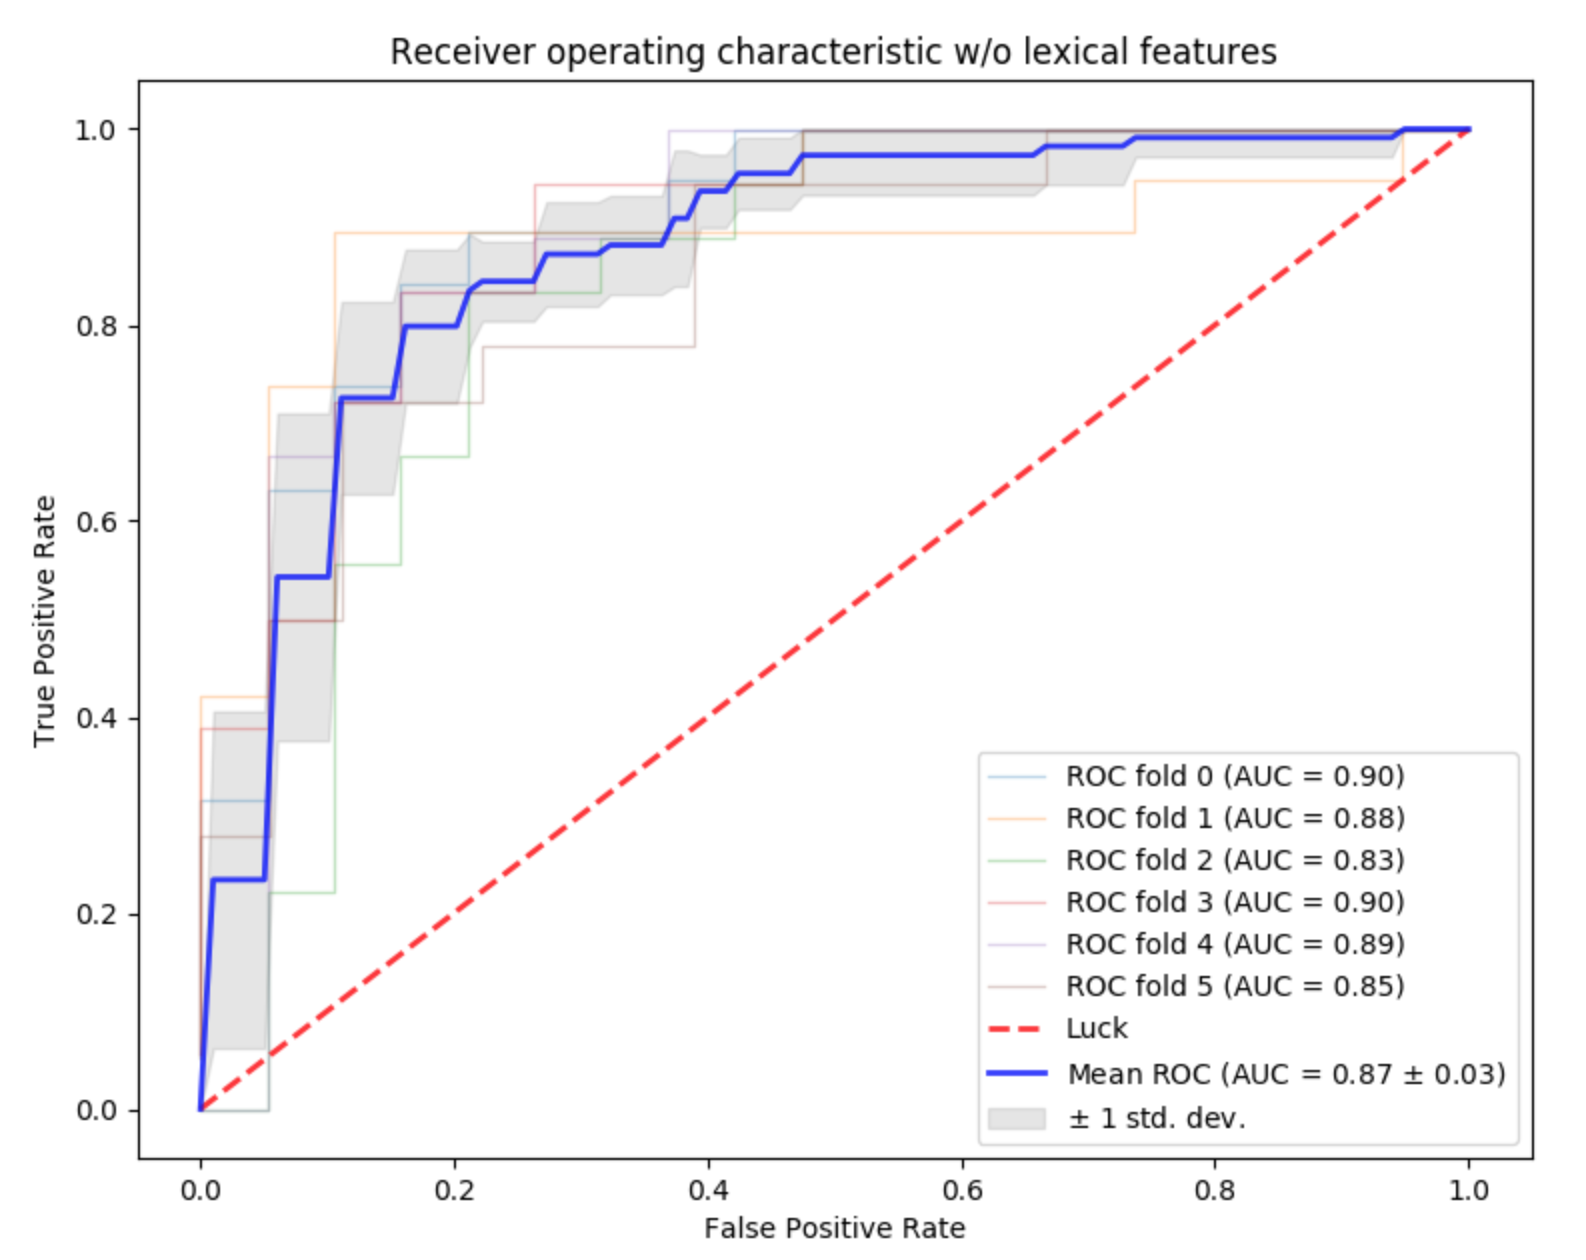 Receiver operating characteristic w/o lexical features
True Positive Rate
1.0
0.8
0.6
0.4
0.2
0.0
0.0 0.2 0.4 0.6 0.8 1.0
False Positive Rate
ROC fold 0 (AUC = 0.90)
ROC fold 1 (AUC = 0.88)
ROC fold 2 (AUC = 0.83)
ROC fold 3 (AUC = 0.90)
ROC fold 4 (AUC = 0.89)
ROC fold 5 (AUC = 0.85)
Luck
Mean ROC (AUC = 0.87 ± 0.03)
± 1 std. dev.